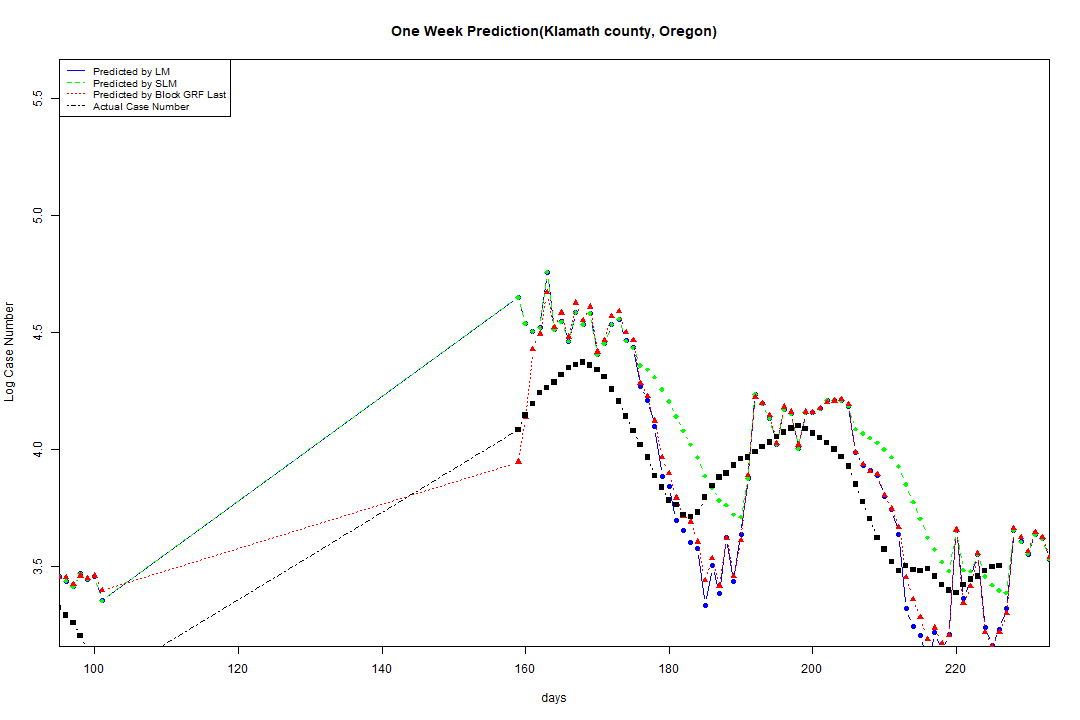 One Week Prediction(Klamath county, Oregon)
Predicted by LM
Predicted by SLM
Predicted by Block GRF Last
Actual Case Number
5.5
5.0
4.5
4.0
3.5
Log Case Number
100 120 140 160 180 200 220
days